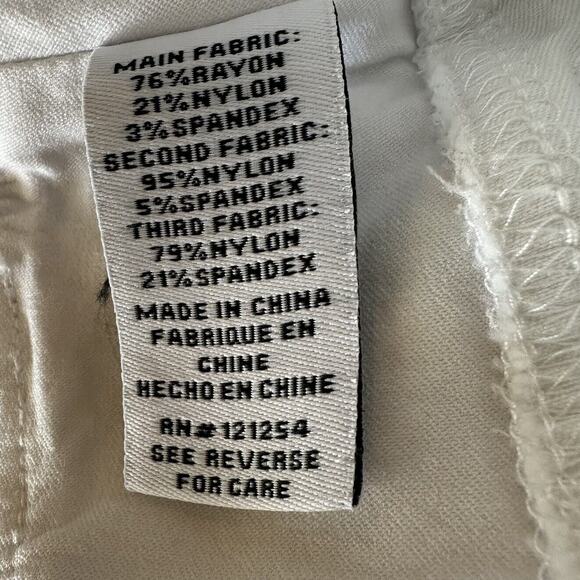 MAIN FABRIC:
76%RAYON
21%NYLON
3%SPANDEX
SECOND FABRIC:
95%NYLON
5%SPANDEX
THIRD FABRIC:
79%NYLON
21%SPANDEX
MADE IN CHINA
FABRIQUE EN
CHINE
HECHO EN CHINE
RN#121254
SEE REVERSE
FOR CARE